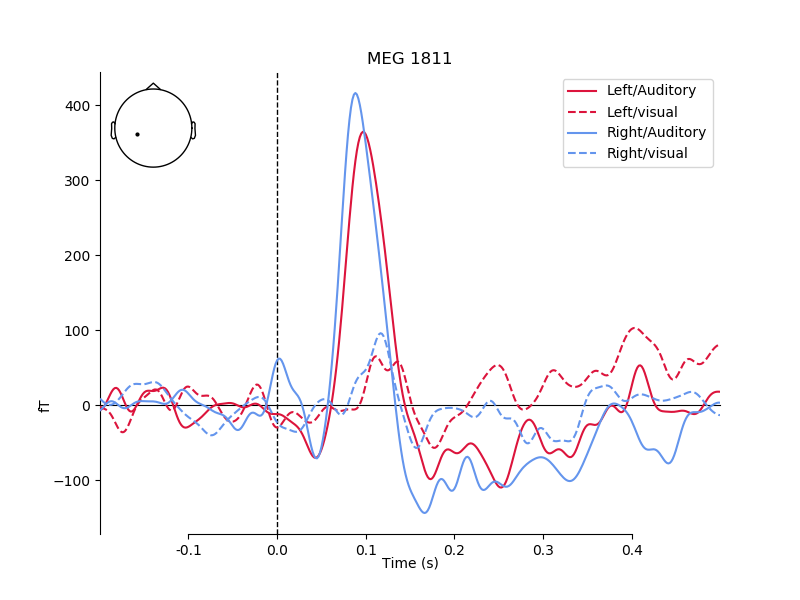 MEG 1811
Left/Auditory
Left/visual
Right/Auditory
Right/visual
400
300
200
100
0
−100
fT
-0.1 0.0 0.1 0.2 0.3 0.4
Time (s)